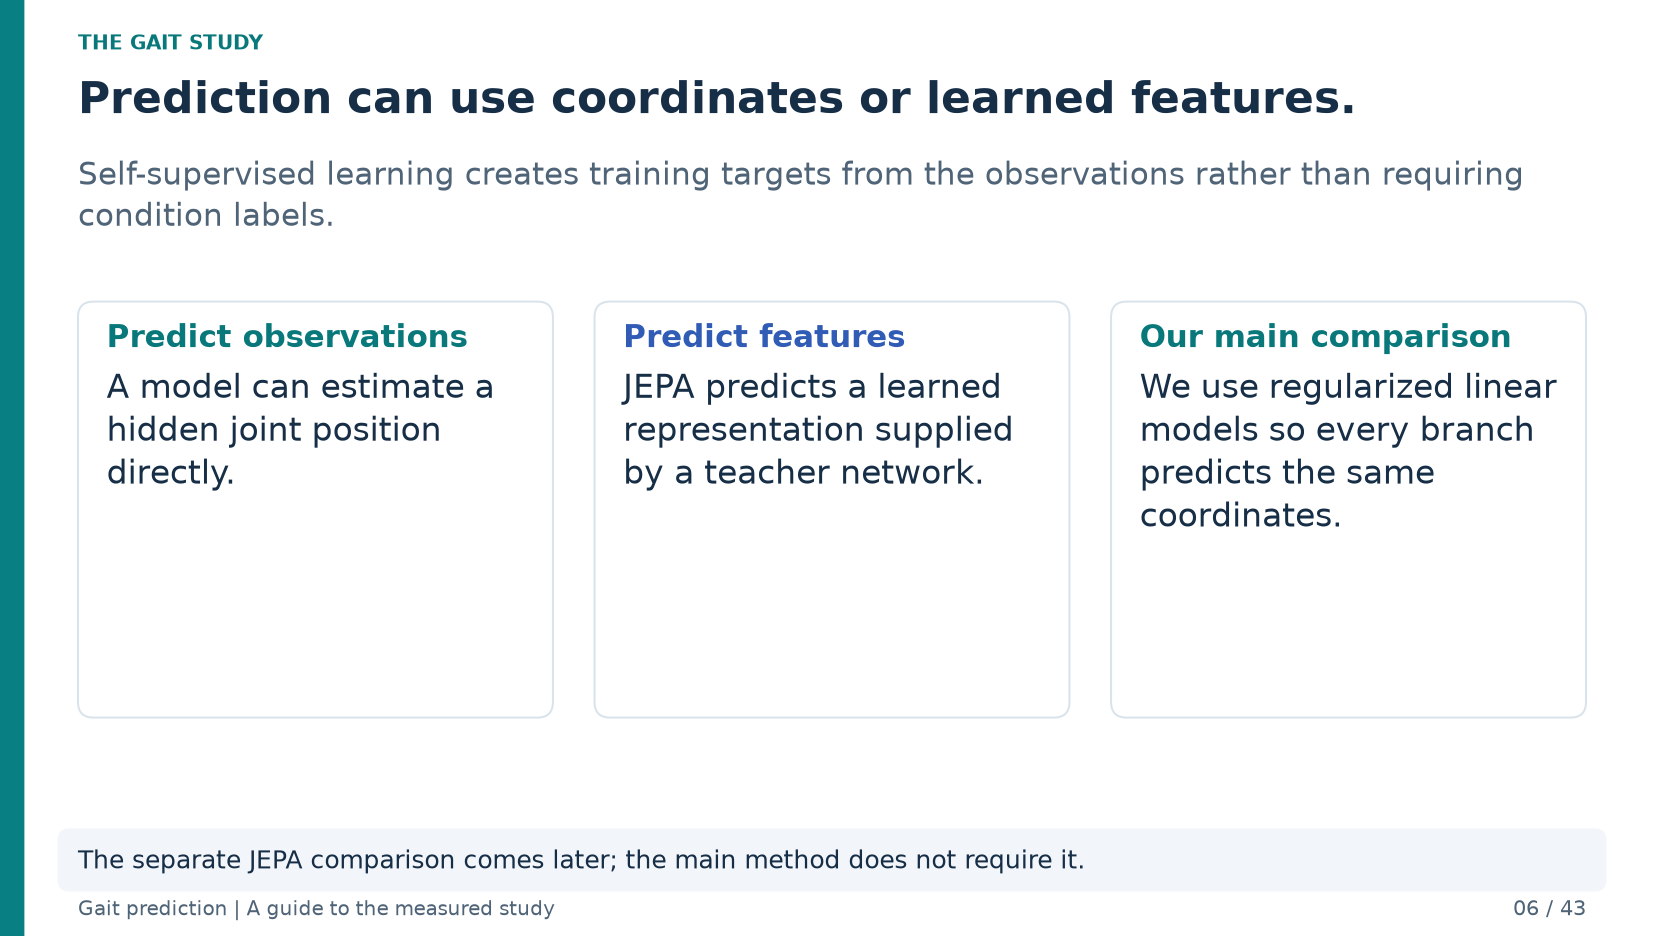 THE GAIT STUDY
Prediction can use coordinates or learned features.
Self-supervised learning creates training targets from the observations rather than requiring
condition labels.
Predict observations
A model can estimate a
hidden joint position
directly.
Predict features
JEPA predicts a learned
representation supplied
by a teacher network.
Our main comparison
We use regularized linear
models so every branch
predicts the same
coordinates.
The separate JEPA comparison comes later; the main method does not require it.
Gait prediction | A guide to the measured study
06 / 43